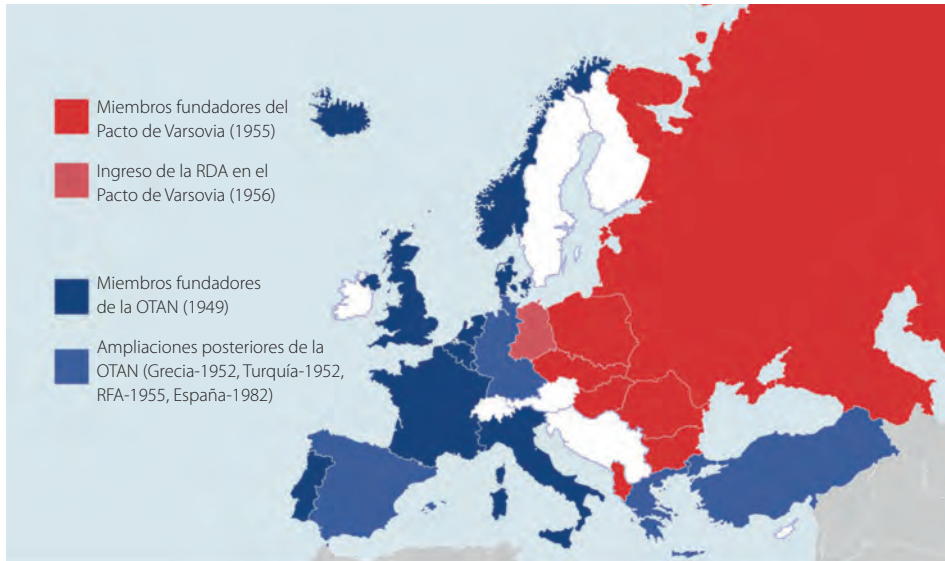 Miembros fundadores del
Pacto de Varsovia (1955)
Ingreso de la RDA en el
Pacto de Varsovia (1956)
Miembros fundadores
de la OTAN (1949)
Ampliaciones posteriores de la
OTAN (Grecia-1952, Turquía-1952,
RFA-1955, España-1982)